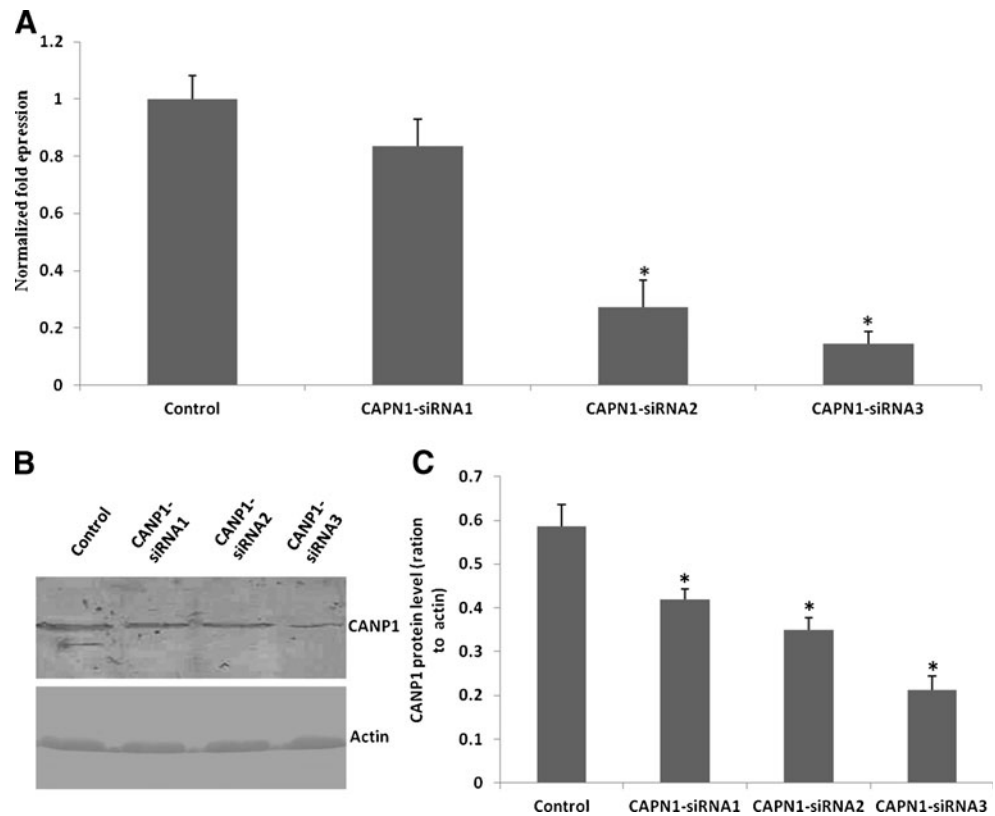 A
Normalized fold epression
1.2
1
0.8
0.6
0.4
0.2
0
*
*
Control
CAPN1-siRNA1
CAPN1-siRNA2
CAPN1-siRNA3
B
Control
CANP1-
siRNA1
CANP1-
siRNA2
CANP1-
siRNA3
CANP1
Actin
C
CANP1 protein level (ration
to actin)
0.7
0.6
0.5
0.4
0.3
0.2
0.1
0
*
*
*
Control
CAPN1-siRNA1
CAPN1-siRNA2
CAPN1-siRNA3